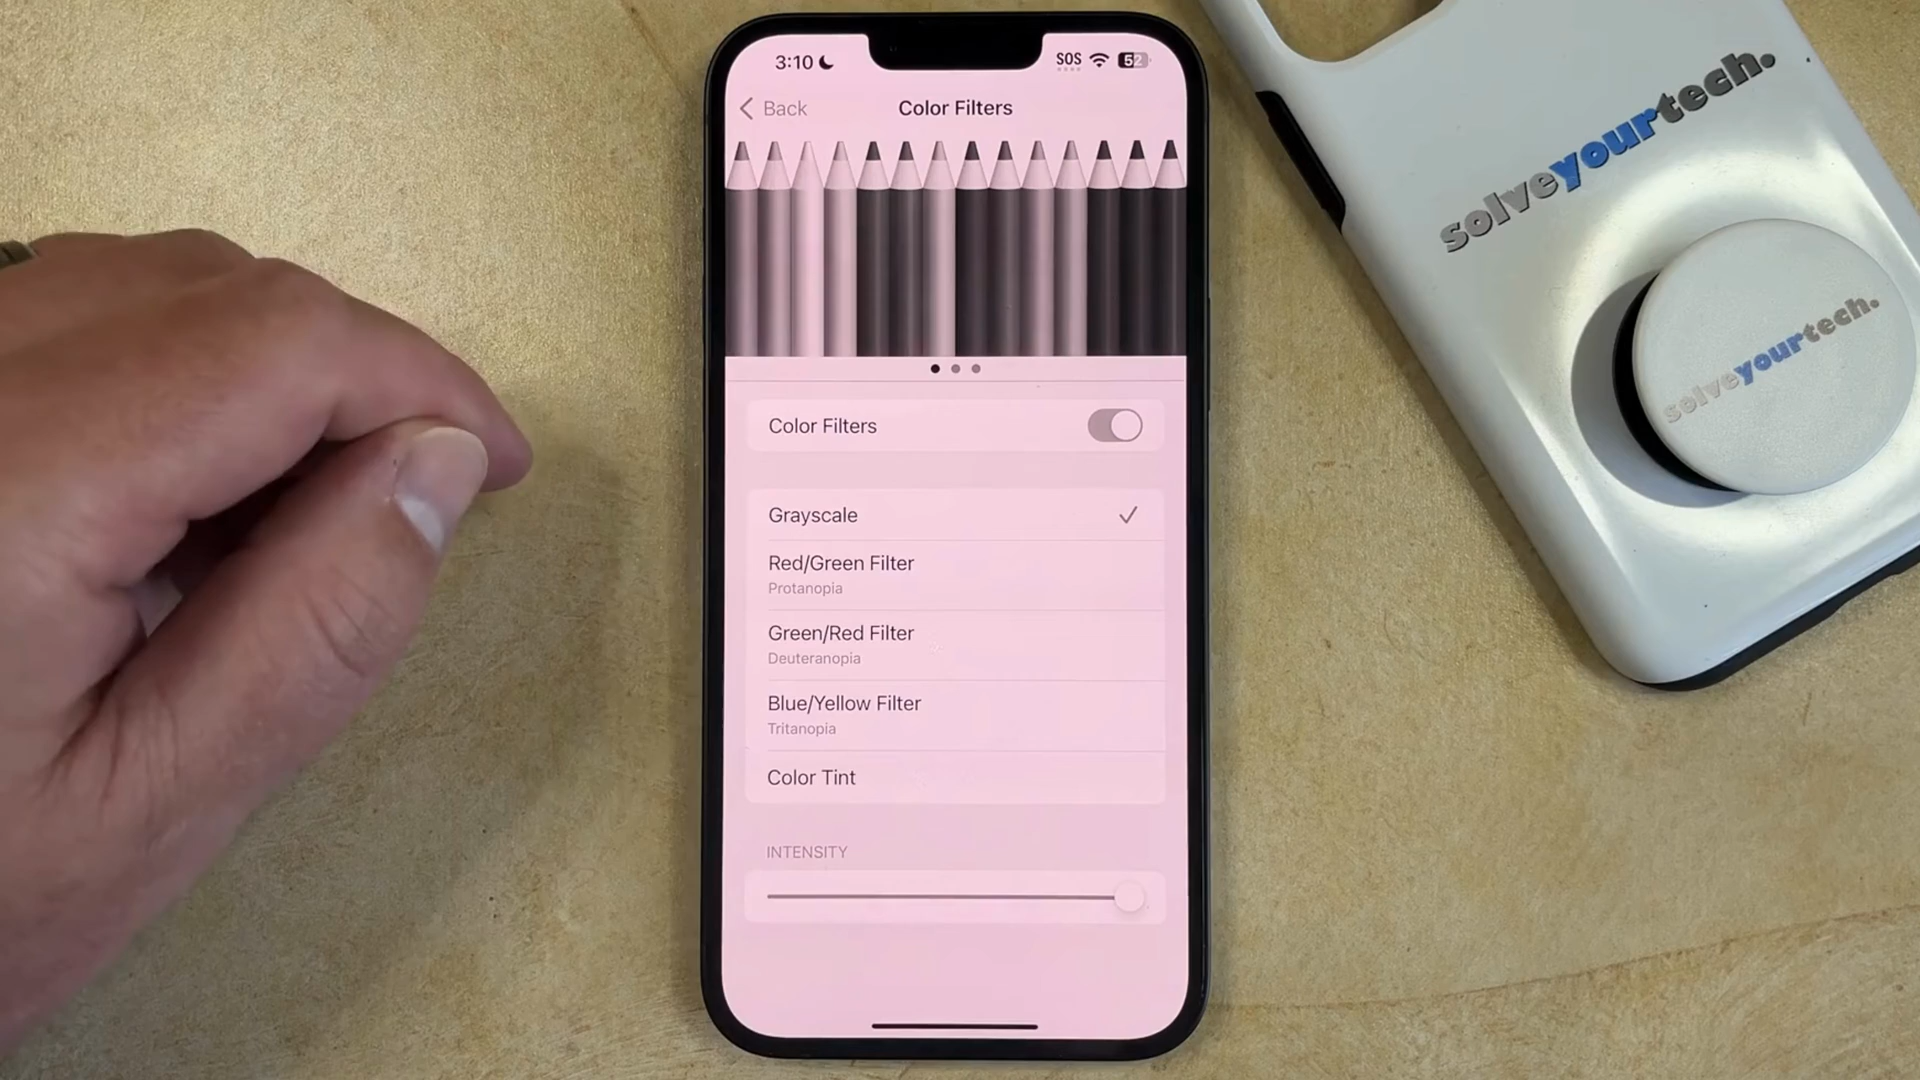 3:10
SOS
52
Back
Color Filters
Color Filters
Grayscale
Red/Green Filter
Protanopia
Green/Red Filter
Deuteranopia
Blue/Yellow Filter
Tritanopia
Color Tint
INTENSITY
solveyourtech.
solveyourtech.